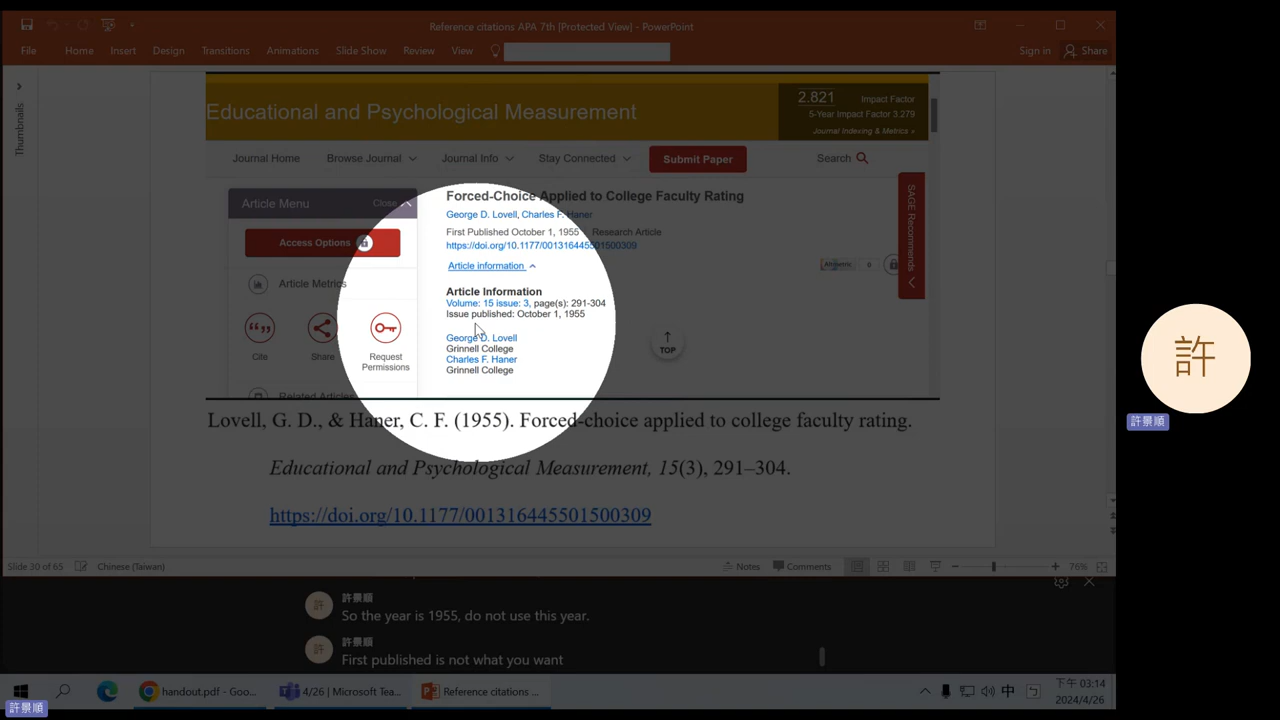 Reference citations APA 7th [Protected View] - PowerPoint
File Home Insert Design Transitions Animations Slide Show Review View Sign in Share
Thumbnails
Educational and Psychological Measurement
2.821 Impact Factor
5-Year Impact Factor 3.279
Journal Indexing & Metrics »
Journal Home Browse Journal Journal Info Stay Connected Submit Paper Search
Article Menu Close
Access Options
Article Metrics
Cite Share Request Permissions
Related Articles
Forced-Choice Applied to College Faculty Rating
George D. Lovell, Charles F. Haner
First Published October 1, 1955 Research Article
https://doi.org/10.1177/001316445501500309
Article information
Altmetric 0
SAGE Recommends
Article Information
Volume: 15 issue: 3, page(s): 291-304
Issue published: October 1, 1955
George D. Lovell
Grinnell College
Charles F. Haner
Grinnell College
TOP
Lovell, G. D., & Haner, C. F. (1955). Forced-choice applied to college faculty rating.
Educational and Psychological Measurement, 15(3), 291–304.
https://doi.org/10.1177/001316445501500309
Slide 30 of 65 Chinese (Taiwan) Notes Comments 76%
許 許景順
So the year is 1955, do not use this year.
許 許景順
First published is not what you want
handout.pdf - Goo... 4/26 | Microsoft Tea... Reference citations ... 中 下午 03:14
2024/4/26
許景順
許
許景順